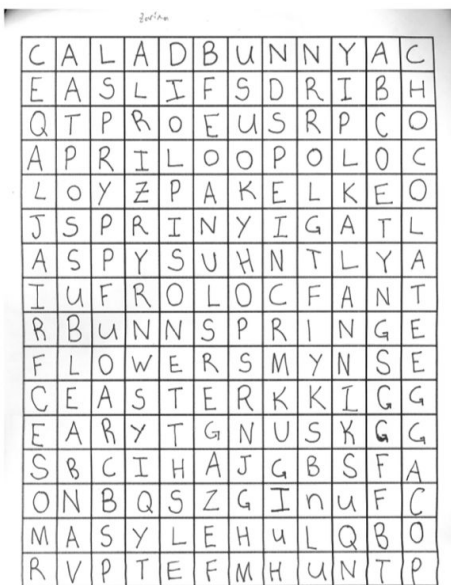 C A L A D B U N N Y A C
E A S L I F S D R I B H
Q T P R O E U S R P C O
A P R I L O O P O L O C
L O Y Z P A K E L K E O
J S P R I N Y I G A T L
A S P Y S U H N T L Y A
I U F R O L O C F A N T
R B U N N S P R I N G E
F L O W E R S M Y N S E
C E A S T E R K K I G G
E A R Y T G N U S K G G
S B C I H A J G B S F A
O N B Q S Z G I n u F C
M A S Y L E H u L Q B O
R V P T E F M H U N T P